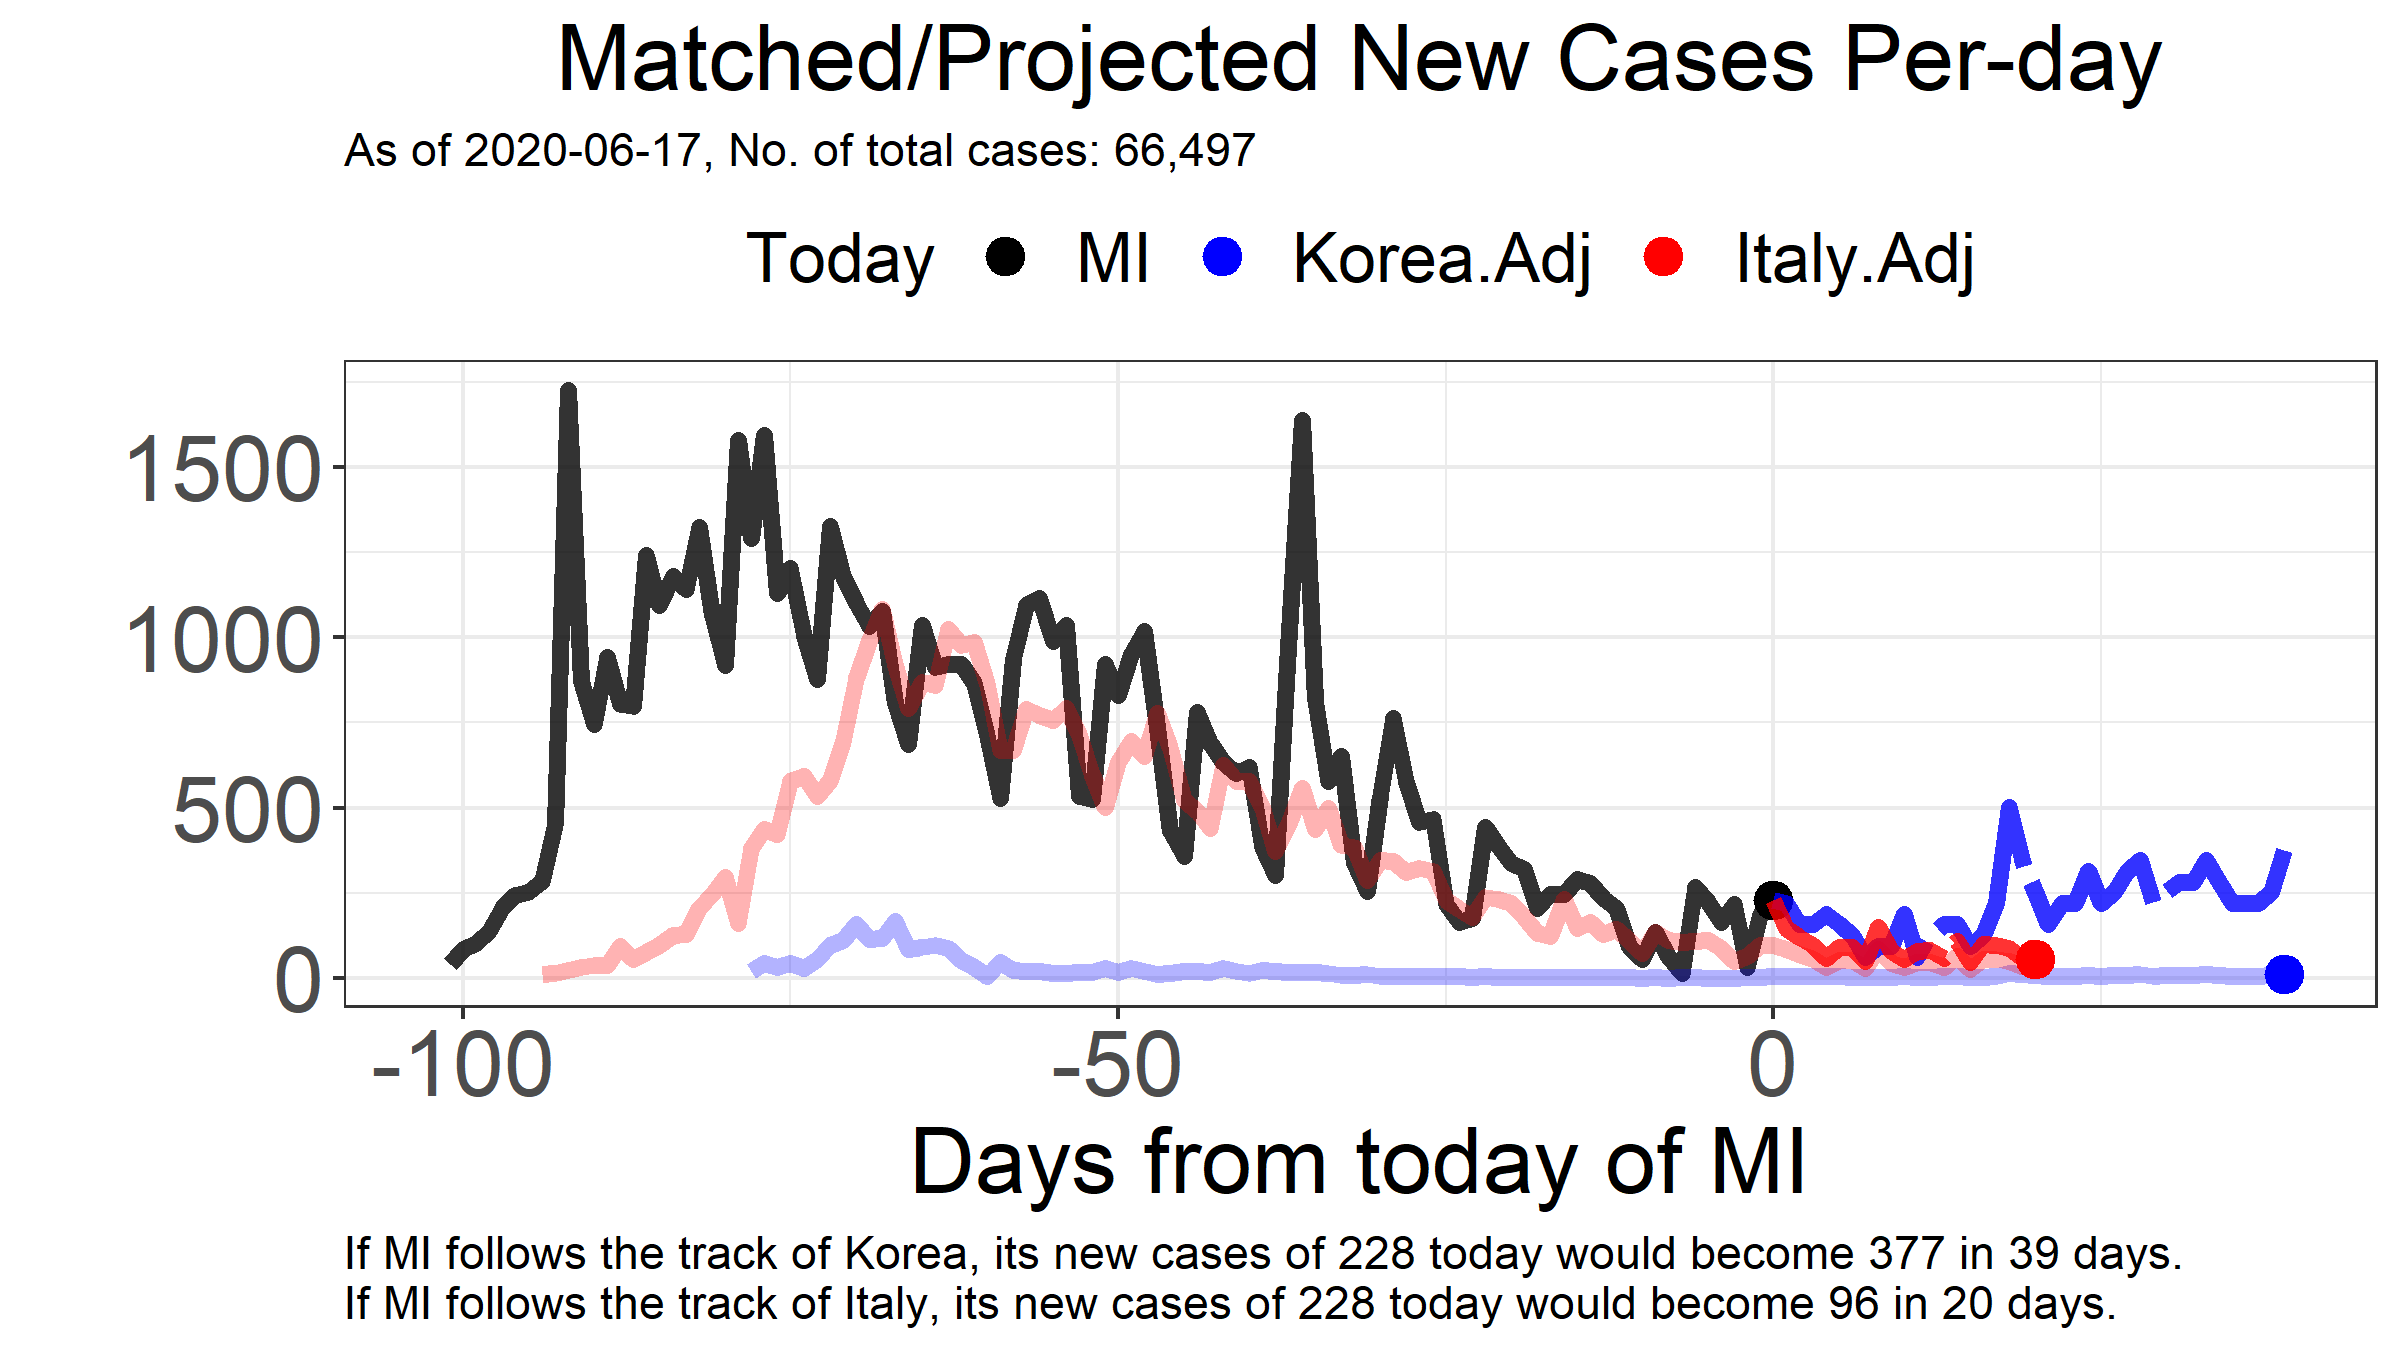 Matched/Projected New Cases Per-day
As of 2020-06-17, No. of total cases: 66,497
Today MI Korea.Adj Italy.Adj
1500
1000
500
0
-100 -50 0
Days from today of MI
If MI follows the track of Korea, its new cases of 228 today would become 377 in 39 days.
If MI follows the track of Italy, its new cases of 228 today would become 96 in 20 days.